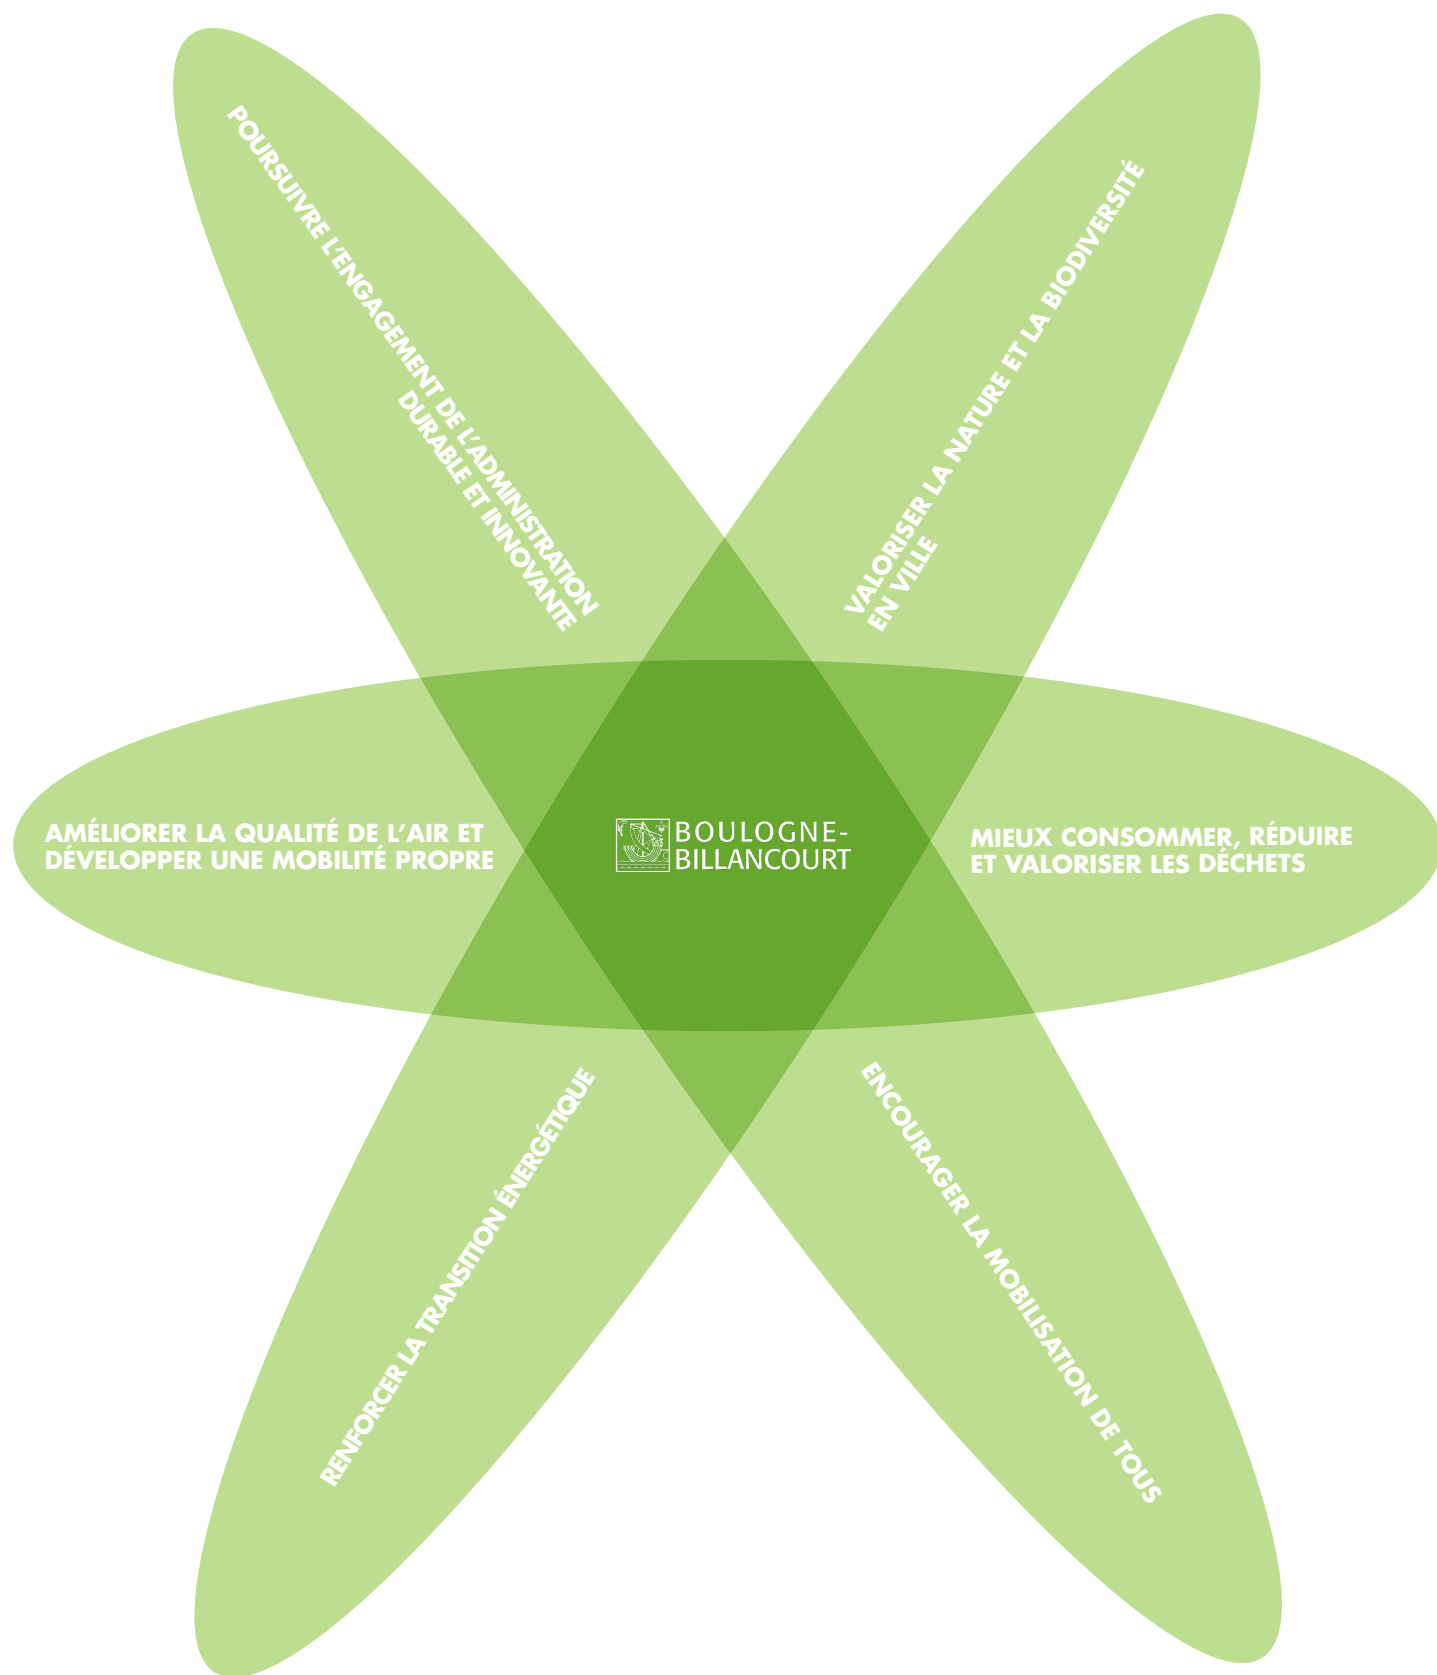 POURSUIVRE L'ENGAGEMENT DE L'ADMINISTRATION
DURABLE ET INNOVANTE
VALORISER LA NATURE ET LA BIODIVERSITÉ
EN VILLE
AMÉLIORER LA QUALITÉ DE L'AIR ET
DÉVELOPPER UNE MOBILITÉ PROPRE
BOULOGNE-
BILLANCOURT
MIEUX CONSOMMER, RÉDUIRE
ET VALORISER LES DÉCHETS
RENFORCER LA TRANSITION ÉNERGÉTIQUE
ENCOURAGER LA MOBILISATION DE TOUS